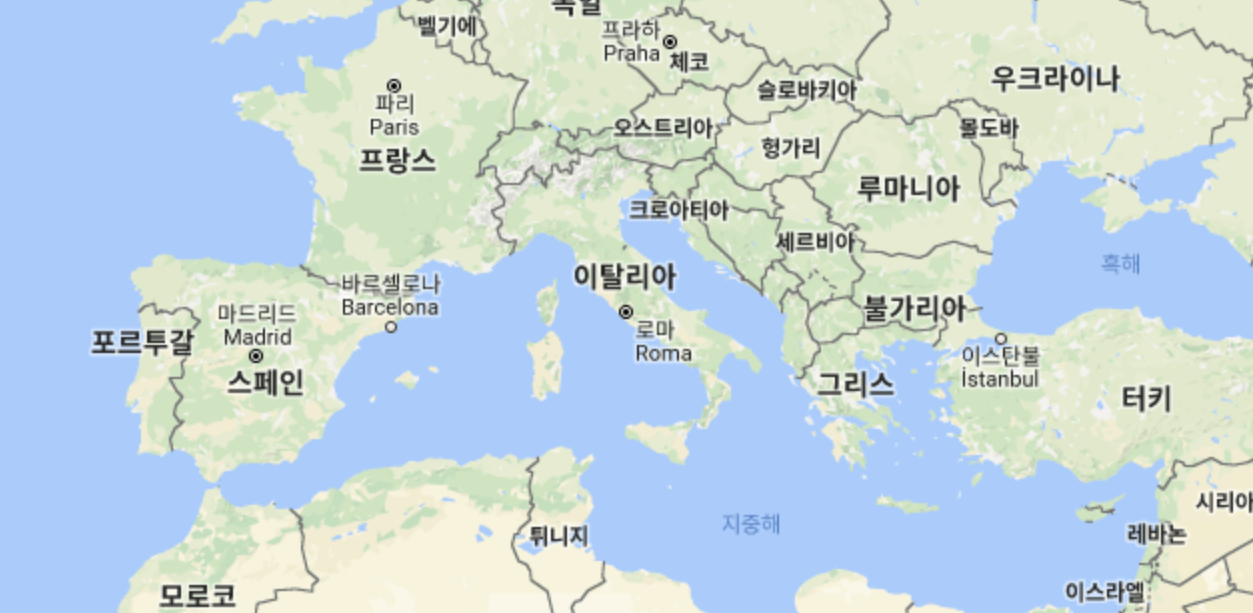 독일
벨기에
프라하
Praha
체코
우크라이나
슬로바키아
파리
Paris
오스트리아
몰도바
헝가리
프랑스
루마니아
크로아티아
세르비아
흑해
이탈리아
바르셀로나
Barcelona
불가리아
마드리드
Madrid
로마
Roma
포르투갈
이스탄불
İstanbul
스페인
그리스
터키
시리아
지중해
튀니지
레바논
이스라엘
모로코